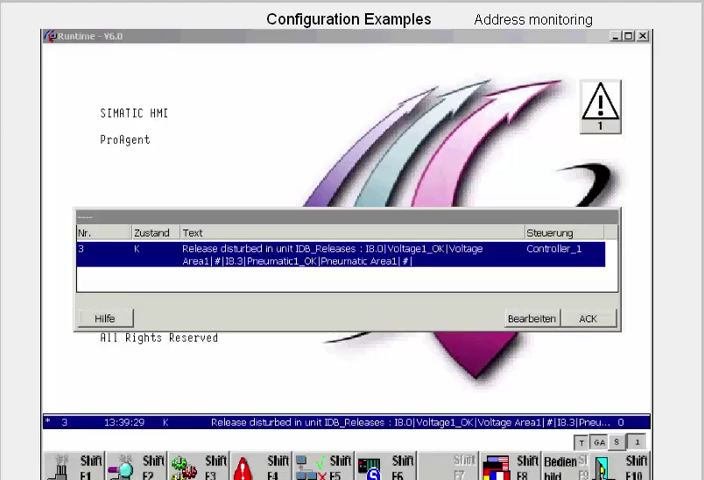 Configuration Examples Address monitoring
Runtime - V6.0
SIMATIC HMI
ProAgent
1
Nr. Zustand Text Steuerung
3 K Release disturbed in unit IDB_Releases : I8.0|Voltage1_OK|Voltage Controller_1
Area1| #|I8.3|Pneumatic1_OK|Pneumatic Area1| #|
Hilfe Bearbeiten ACK
All Rights Reserved
* 3 13:39:29 K Release disturbed in unit IDB_Releases : I8.0|Voltage1_OK|Voltage Area1| #|I8.3|Pneu... 0
T GA S 1
Shift Shift Shift Shift Shift Shift Shift Shift Bedien Shift
F1 F2 F3 F4 F5 F6 F7 F8 bild F9 F10